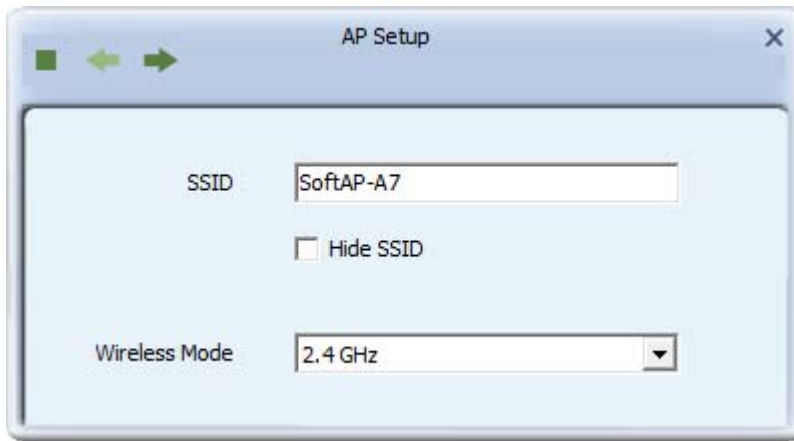 AP Setup
SSID
SoftAP-A7
Hide SSID
Wireless Mode
2.4 GHz